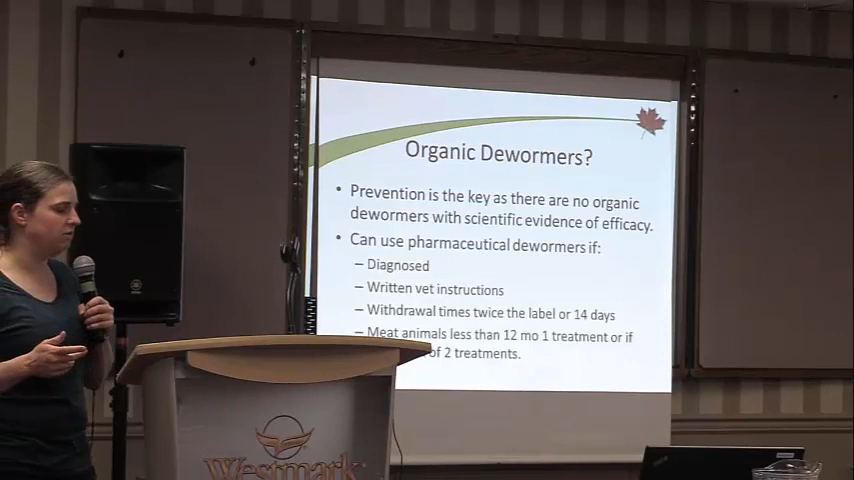 Organic Dewormers?
• Prevention is the key as there are no organic
dewormers with scientific evidence of efficacy.
• Can use pharmaceutical dewormers if:
– Diagnosed
– Written vet instructions
– Withdrawal times twice the label or 14 days
– Meat animals less than 12 mo 1 treatment or if
of 2 treatments.
Westmark